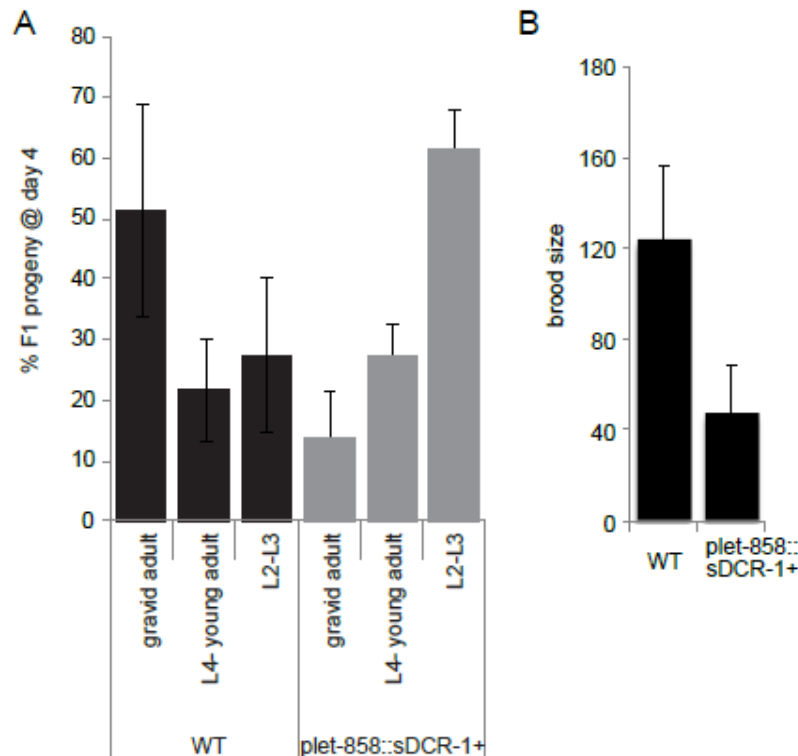 A
% F1 progeny @ day 4
80
70
60
50
40
30
20
10
0
gravid adult
L4- young adult
L2-L3
gravid adult
L4- young adult
L2-L3
WT
plet-858::sDCR-1+
B
brood size
180
160
120
80
40
0
WT
plet-858::
sDCR-1+